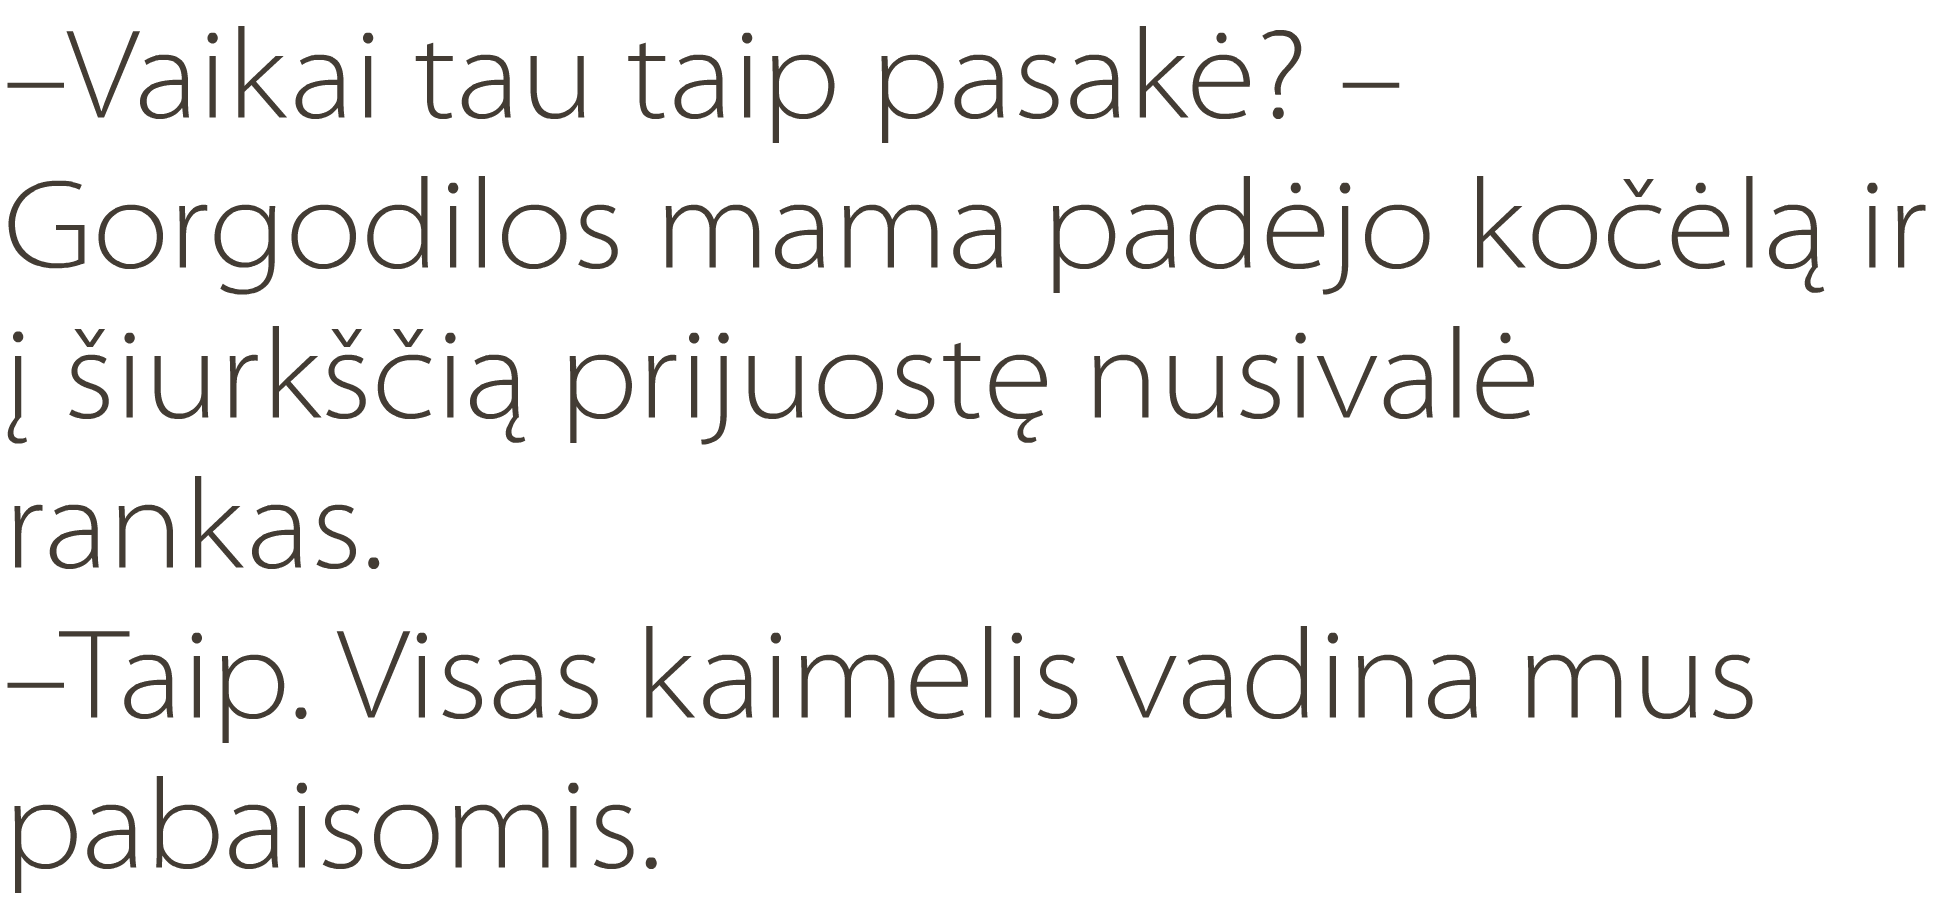 –Vaikai tau taip pasakė? –
Gorgodilos mama padėjo kočėlą ir
į šiurkščią prijuostę nusivalė
rankas.
–Taip. Visas kaimelis vadina mus
pabaisomis.